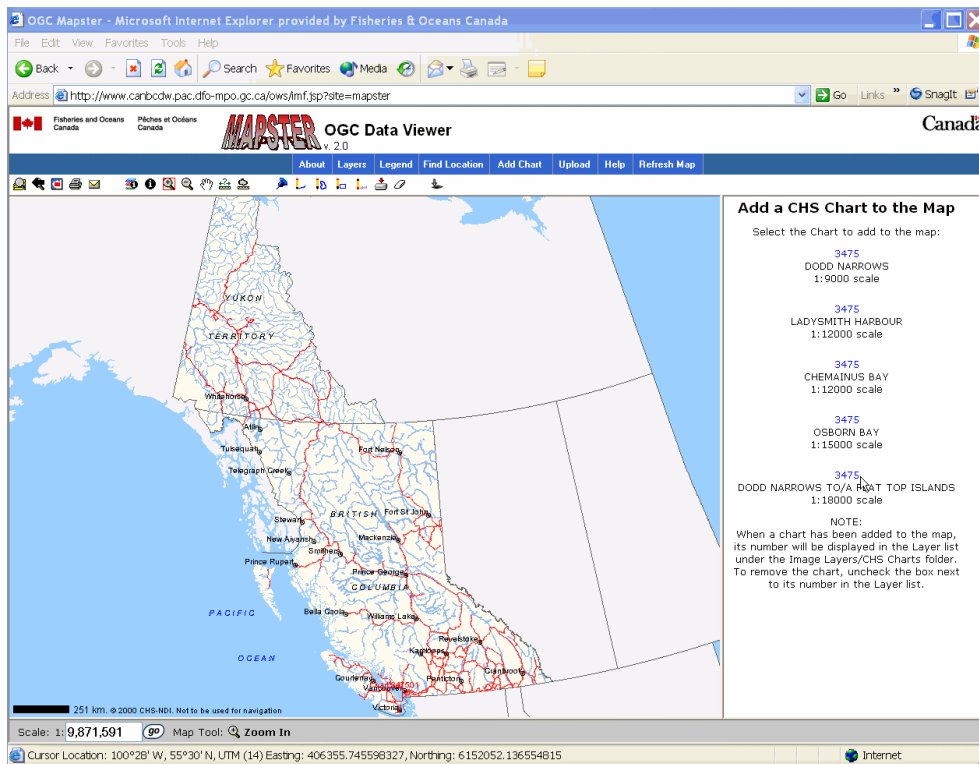 OGC Mapster - Microsoft Internet Explorer provided by Fisheries & Oceans Canada
File Edit View Favorites Tools Help
Back Search Favorites Media
Address http://www.canbcdw.pac.dfo-mpo.gc.ca/ows/imf.jsp?site=mapster Go Links » SnagIt
Fisheries and Oceans Canada
Pêches et Océans Canada
MAPSTER v. 2.0 OGC Data Viewer
Canada
About Layers Legend Find Location Add Chart Upload Help Refresh Map
YUKON
TERRITORY
Whitehorse
Atlin
Tulsequah
Fort Nelson
Telegraph Creek
Stewart
BRITISH
Fort St John
New Aiyansh
Mackenzie
Smithers
Prince Rupert
Prince George
COLUMBIA
PACIFIC
Bella Coola
Williams Lake
Revelstoke
OCEAN
Kamloops
Cranbrook
Courtenay
Penticton
Vancouver
Victoria
251 km. © 2000 CHS-NDI. Not to be used for navigation
Add a CHS Chart to the Map
Select the Chart to add to the map:
3475
DODD NARROWS
1:9000 scale
3475
LADYSMITH HARBOUR
1:12000 scale
3475
CHEMAINUS BAY
1:12000 scale
3475
OSBORN BAY
1:15000 scale
3475
DODD NARROWS TO/A FLAT TOP ISLANDS
1:18000 scale
NOTE:
When a chart has been added to the map,
its number will be displayed in the Layer list
under the Image Layers/CHS Charts folder.
To remove the chart, uncheck the box next
to its number in the Layer list.
Scale: 1: 9,871,591 go Map Tool: Zoom In
Cursor Location: 100°28' W, 55°30' N, UTM (14) Easting: 406355.745598327, Northing: 6152052.136554815 Internet